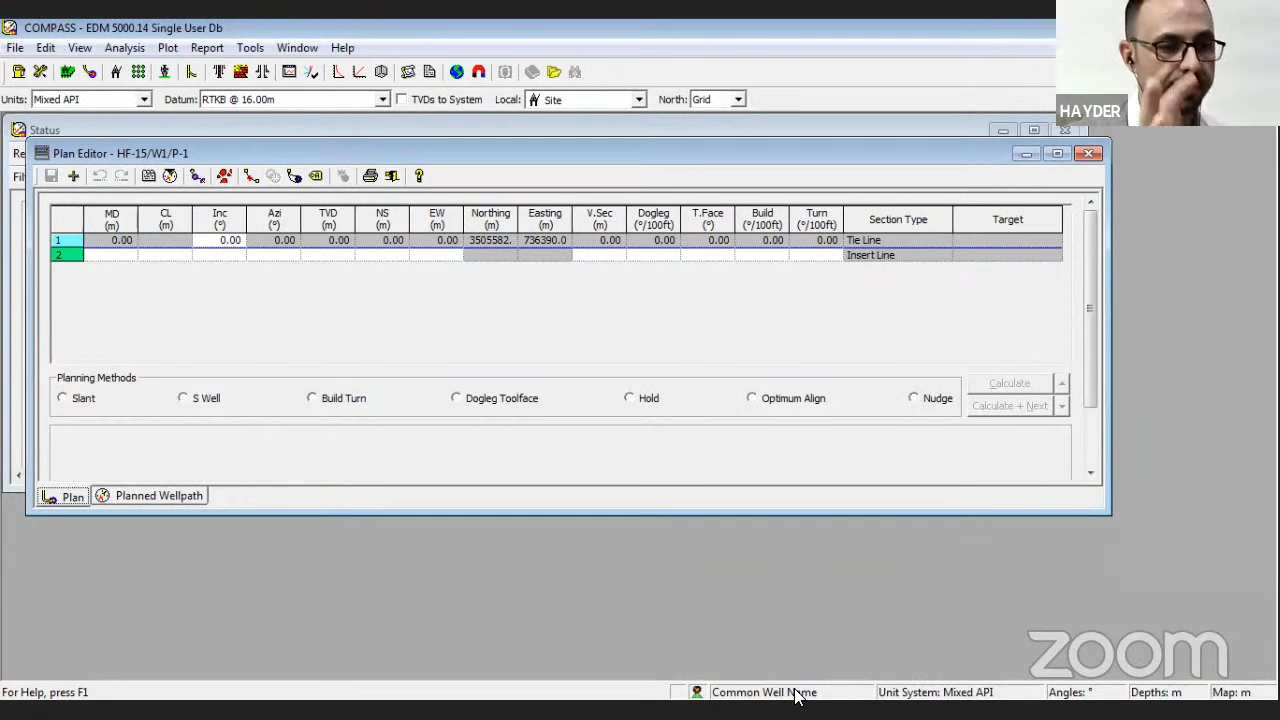 COMPASS - EDM 5000.14 Single User Db
File Edit View Analysis Plot Report Tools Window Help
Units: Mixed API Datum: RTKB @ 16.00m TVDs to System Local: Site North: Grid
HAYDER
Status
Re
Plan Editor - HF-15/W1/P-1
Fil
MD (m) CL (m) Inc (°) Azi (°) TVD (m) NS (m) EW (m) Northing (m) Easting (m) V.Sec (m) Dogleg (°/100ft) T.Face (°) Build (°/100ft) Turn (°/100ft) Section Type Target
1 0.00 0.00 0.00 0.00 0.00 0.00 3505582. 736390.0 0.00 0.00 0.00 0.00 0.00 Tie Line
2 Insert Line
Planning Methods
Slant S Well Build Turn Dogleg Toolface Hold Optimum Align Nudge
Calculate
Calculate + Next
Plan Planned Wellpath
zoom
For Help, press F1 Common Well Name Unit System: Mixed API Angles: ° Depths: m Map: m